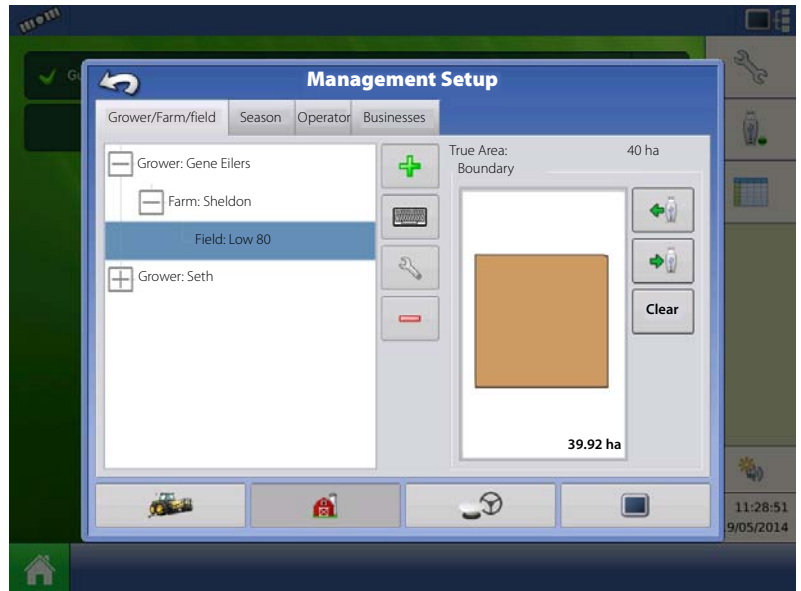 Management Setup
Grower/Farm/field Season Operator Businesses
Grower: Gene Eilers
Farm: Sheldon
Field: Low 80
Grower: Seth
True Area: 40 ha
Boundary
Clear
39.92 ha
11:28:51
9/05/2014